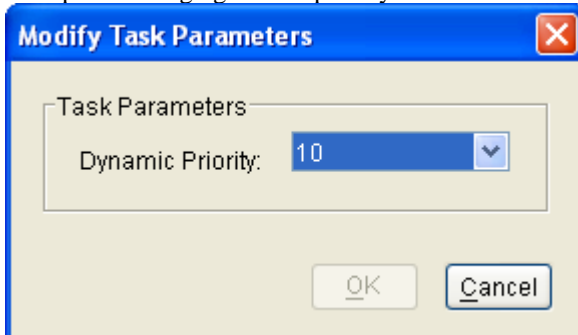 Modify Task Parameters
Task Parameters
Dynamic Priority: 10
OK Cancel